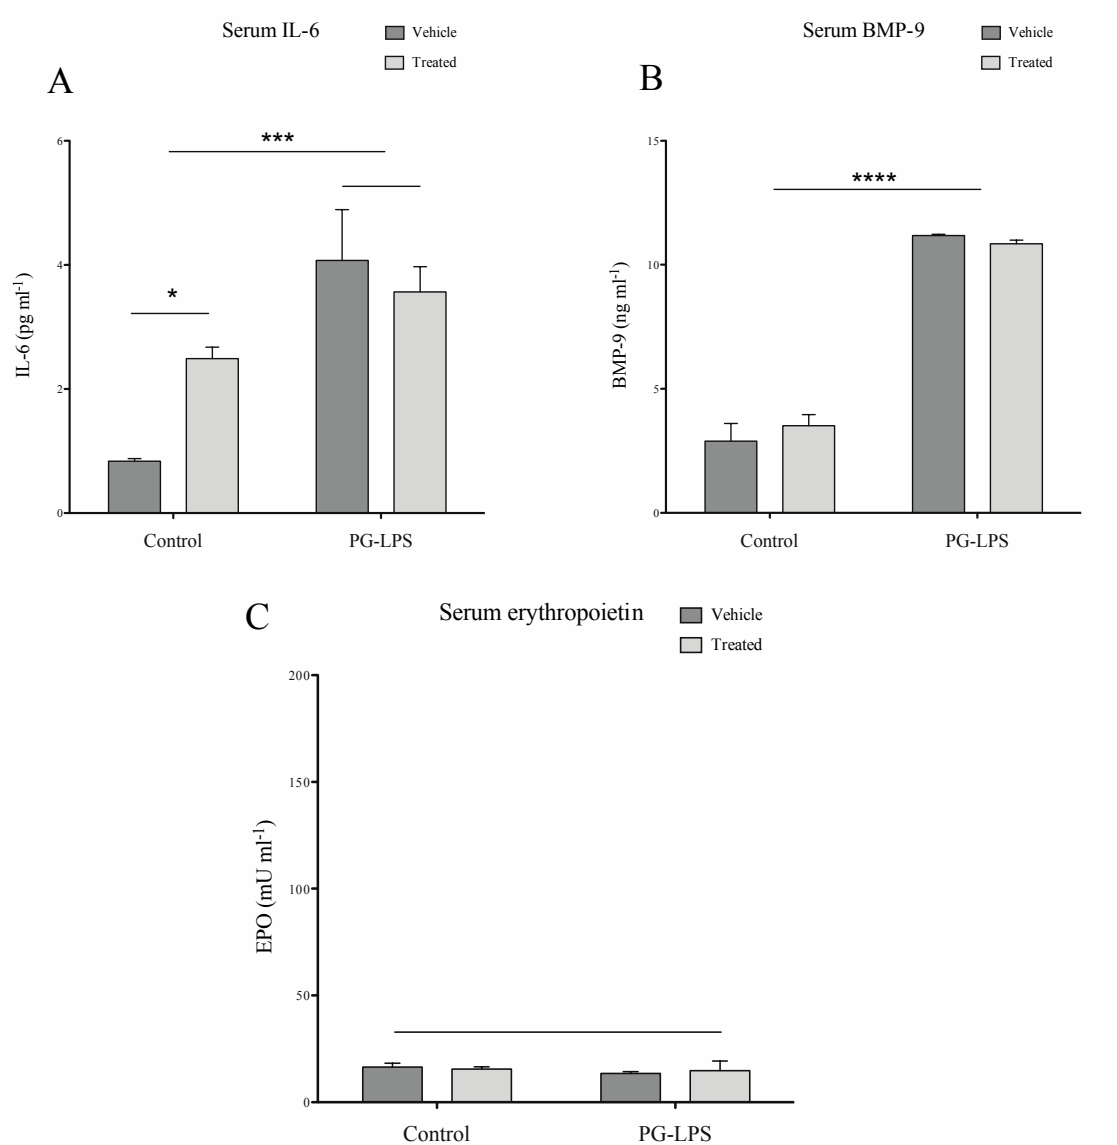 Serum IL-6
Vehicle
Treated
A
***
*
6
4
2
0
IL-6 (pg ml-1)
Control
PG-LPS
Serum BMP-9
Vehicle
Treated
B
****
15
10
5
0
BMP-9 (ng ml-1)
Control
PG-LPS
C
Serum erythropoietin
Vehicle
Treated
200
150
100
50
0
EPO (mU ml-1)
Control
PG-LPS